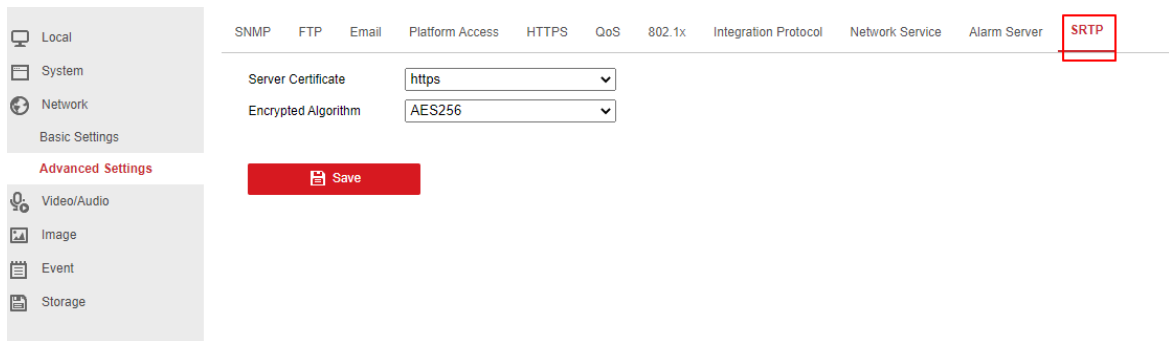 Local
System
Network
Basic Settings
Advanced Settings
Video/Audio
Image
Event
Storage
SNMP FTP Email Platform Access HTTPS QoS 802.1x Integration Protocol Network Service Alarm Server SRTP
Server Certificate https
Encrypted Algorithm AES256
Save